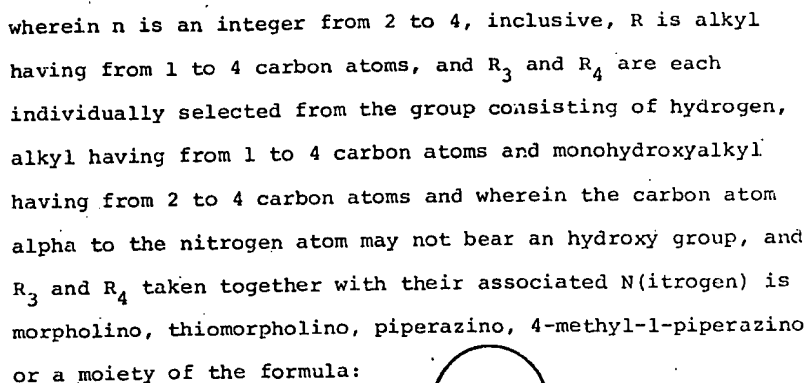 wherein n is an integer from 2 to 4, inclusive, R is alkyl
having from 1 to 4 carbon atoms, and R3 and R4 are each
individually selected from the group consisting of hydrogen,
alkyl having from 1 to 4 carbon atoms and monohydroxyalkyl
having from 2 to 4 carbon atoms and wherein the carbon atom
alpha to the nitrogen atom may not bear an hydroxy group, and
R3 and R4 taken together with their associated N(itrogen) is
morpholino, thiomorpholino, piperazino, 4-methyl-1-piperazino
or a moiety of the formula: